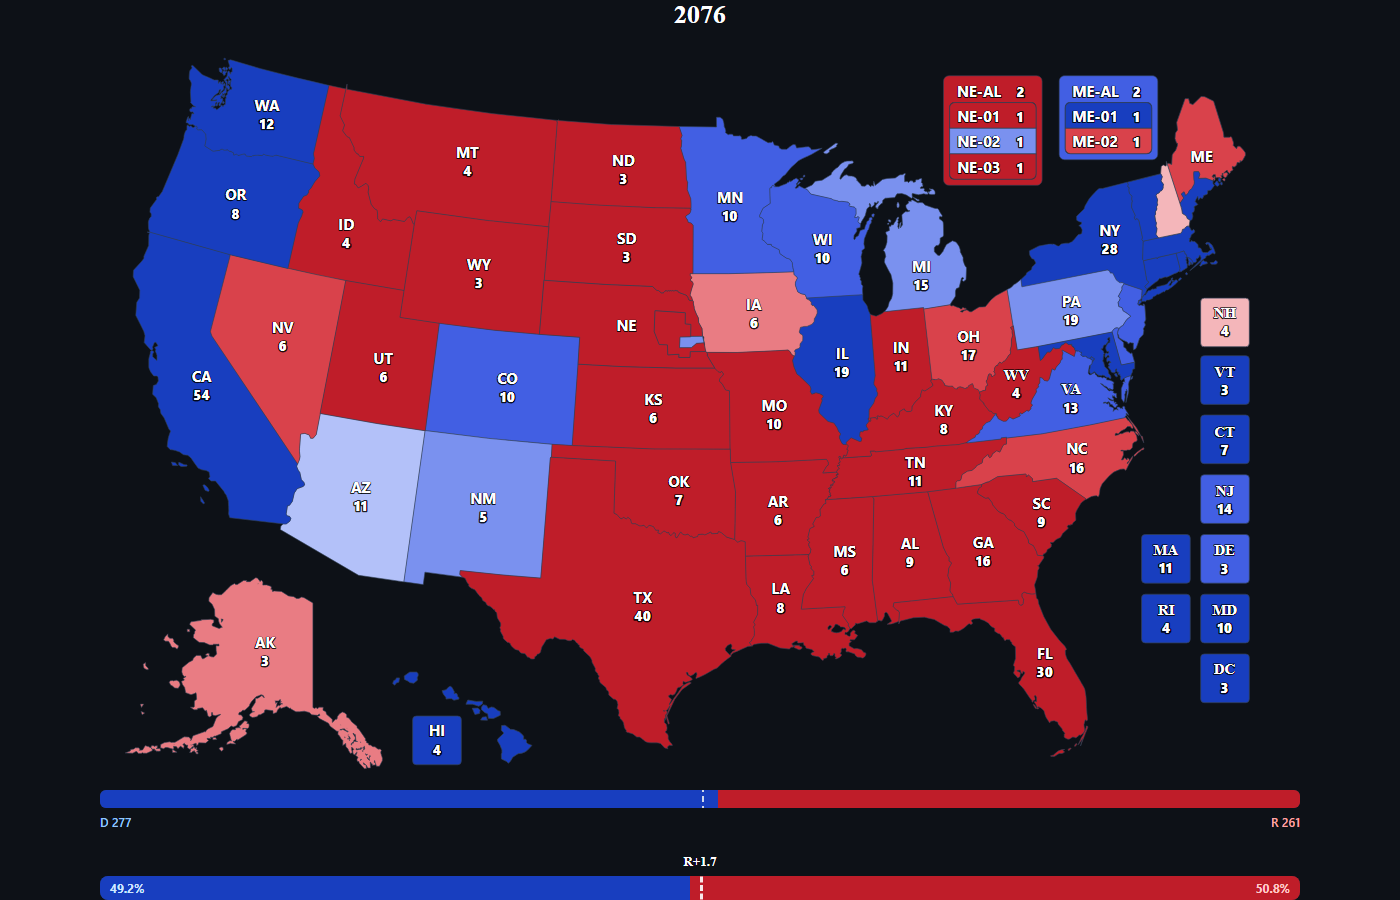 2076
WA
12
OR
8
CA
54
NV
6
ID
4
MT
4
WY
3
UT
6
AZ
11
CO
10
NM
5
ND
3
SD
3
NE
KS
6
OK
7
TX
40
MN
10
IA
6
MO
10
AR
6
LA
8
WI
10
IL
19
MI
15
IN
11
OH
17
KY
8
TN
11
MS
6
AL
9
GA
16
FL
30
SC
9
NC
16
VA
13
WV
4
PA
19
NY
28
ME
AK
3
HI
4
NE-AL 2
NE-01 1
NE-02 1
NE-03 1
ME-AL 2
ME-01 1
ME-02 1
NH
4
VT
3
CT
7
NJ
14
MA
11
DE
3
RI
4
MD
10
DC
3
D 277
R 261
R+1.7
49.2%
50.8%